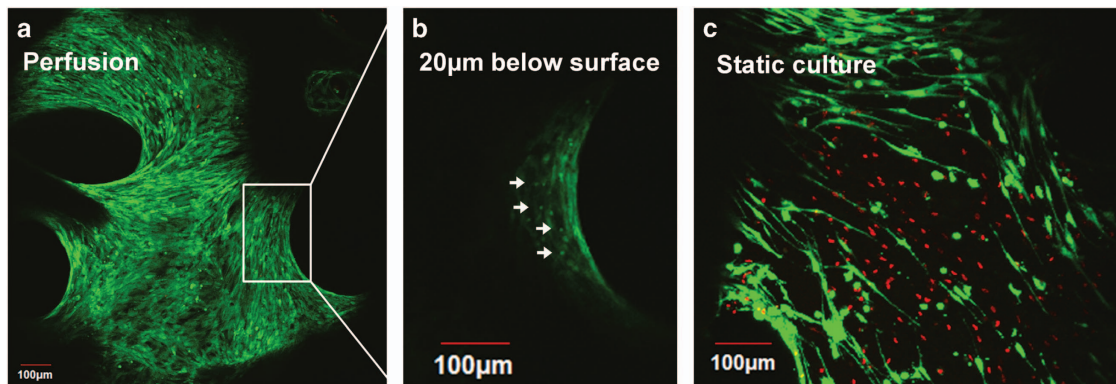 a
Perfusion
100µm
b
20µm below surface
100µm
c
Static culture
100µm